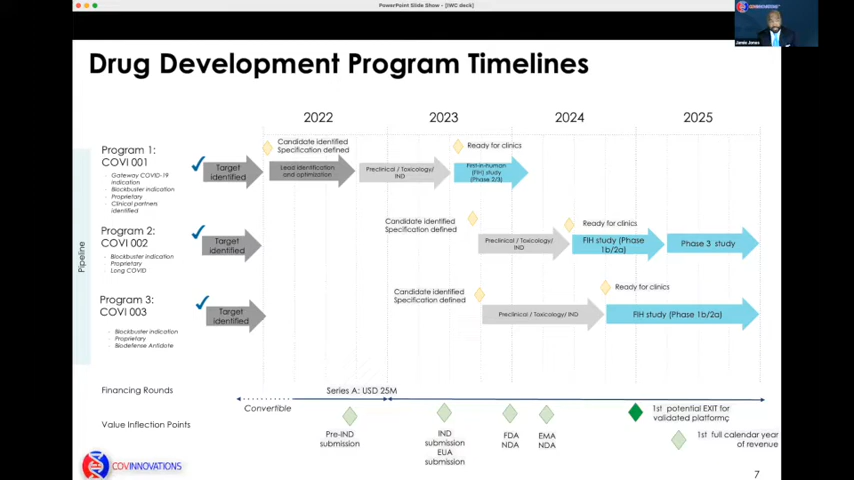 PowerPoint Slide Show - [IWC deck]
Jamie Jones
Drug Development Program Timelines
2022
2023
2024
2025
Pipeline
Program 1:
COVI 001
- Gateway COVID-19
indication
- Blockbuster indication
- Proprietary
- Clinical partners
identified
Target
identified
Candidate identified
Specification defined
Lead identification
and optimization
Preclinical / Toxicology/
IND
Ready for clinics
First-in-human
(FIH) study
(Phase 2/3)
Program 2:
COVI 002
- Blockbuster indication
- Proprietary
- Long COVID
Target
identified
Candidate identified
Specification defined
Preclinical / Toxicology/
IND
Ready for clinics
FIH study (Phase
1b/2a)
Phase 3 study
Program 3:
COVI 003
- Blockbuster indication
- Proprietary
- Biodefense Antidote
Target
identified
Candidate identified
Specification defined
Preclinical / Toxicology/ IND
Ready for clinics
FIH study (Phase 1b/2a)
Financing Rounds
Convertible
Series A: USD 25M
Value Inflection Points
Pre-IND
submission
IND
submission
EUA
submission
FDA
NDA
EMA
NDA
1st potential EXIT for
validated platform
1st full calendar year
of revenue
COVINNOVATIONS
7